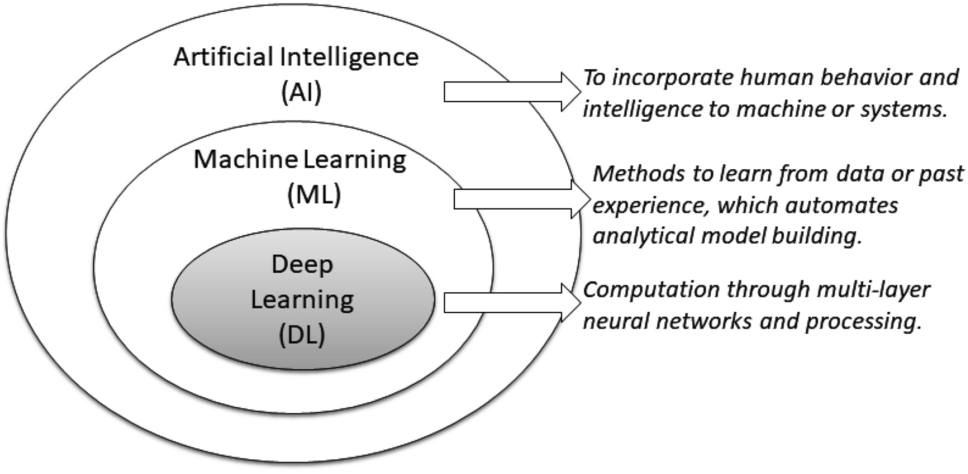 Artificial Intelligence
(AI)
To incorporate human behavior and
intelligence to machine or systems.
Machine Learning
(ML)
Methods to learn from data or past
experience, which automates
analytical model building.
Deep
Learning
(DL)
Computation through multi-layer
neural networks and processing.